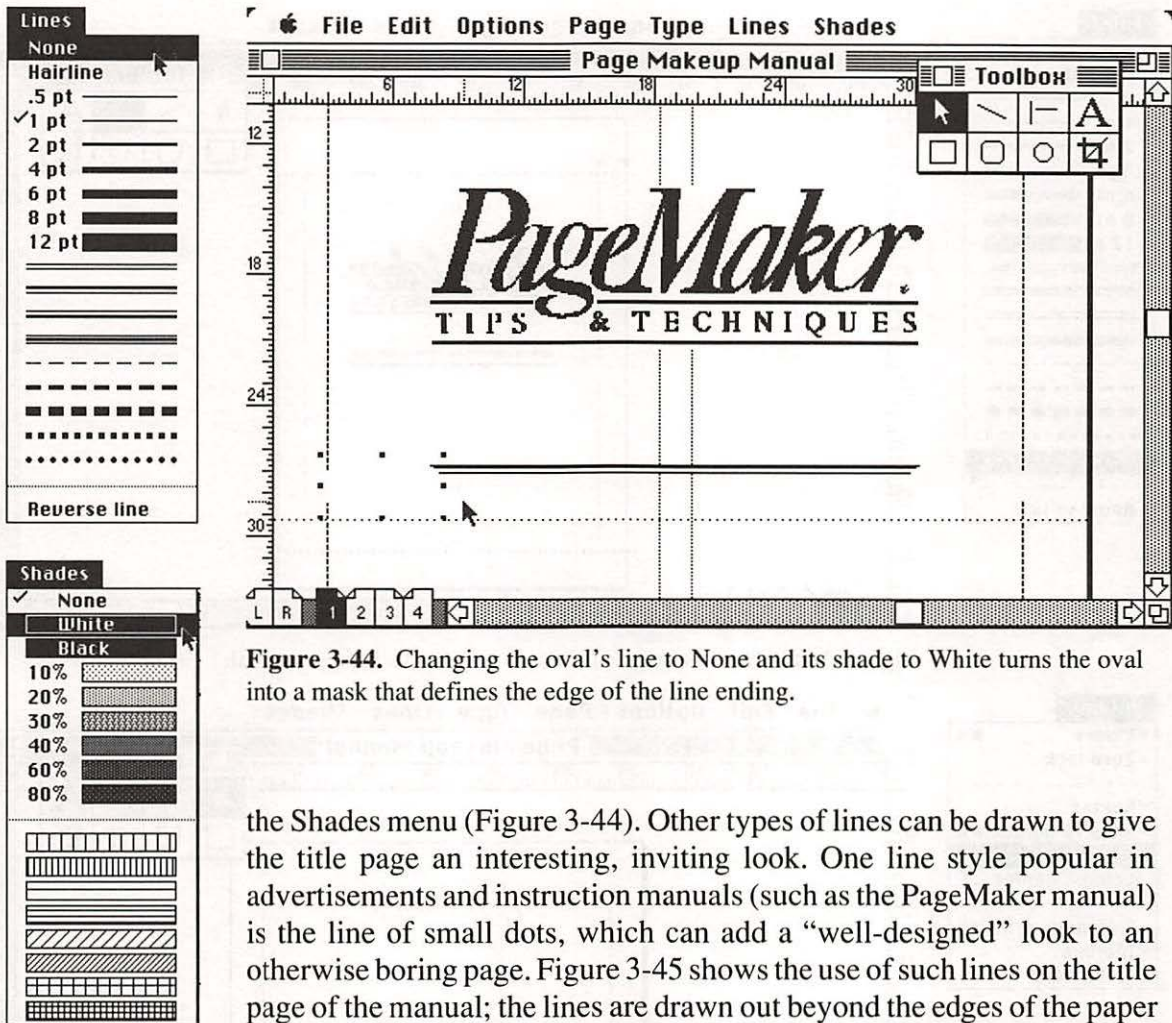 Lines
None
Hairline
.5 pt
✓1 pt
2 pt
4 pt
6 pt
8 pt
12 pt
Reverse line
Shades
✓ None
White
Black
10%
20%
30%
40%
60%
80%
File Edit Options Page Type Lines Shades
Page Makeup Manual
6 12 18 24 30
Toolbox
A
12
18
24
30
PageMaker.
TIPS & TECHNIQUES
L R 1 2 3 4
Figure 3-44. Changing the oval's line to None and its shade to White turns the oval
into a mask that defines the edge of the line ending.
the Shades menu (Figure 3-44). Other types of lines can be drawn to give
the title page an interesting, inviting look. One line style popular in
advertisements and instruction manuals (such as the PageMaker manual)
is the line of small dots, which can add a “well-designed” look to an
otherwise boring page. Figure 3-45 shows the use of such lines on the title
page of the manual; the lines are drawn out beyond the edges of the paper